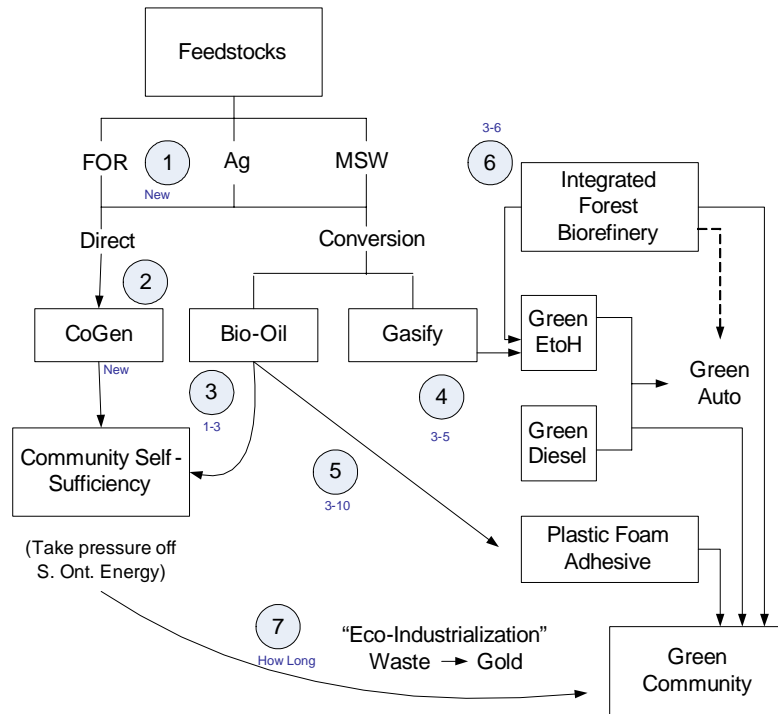 Feedstocks
FOR
1
Ag
MSW
New
3-6
6
Integrated
Forest
Biorefinery
Direct
Conversion
2
CoGen
Bio-Oil
Gasify
Green
EtoH
New
3
1-3
4
3-5
Green
Auto
Green
Diesel
Community Self -
Sufficiency
5
3-10
(Take pressure off
S. Ont. Energy)
Plastic Foam
Adhesive
7
How Long
“Eco-Industrialization”
Waste → Gold
Green
Community